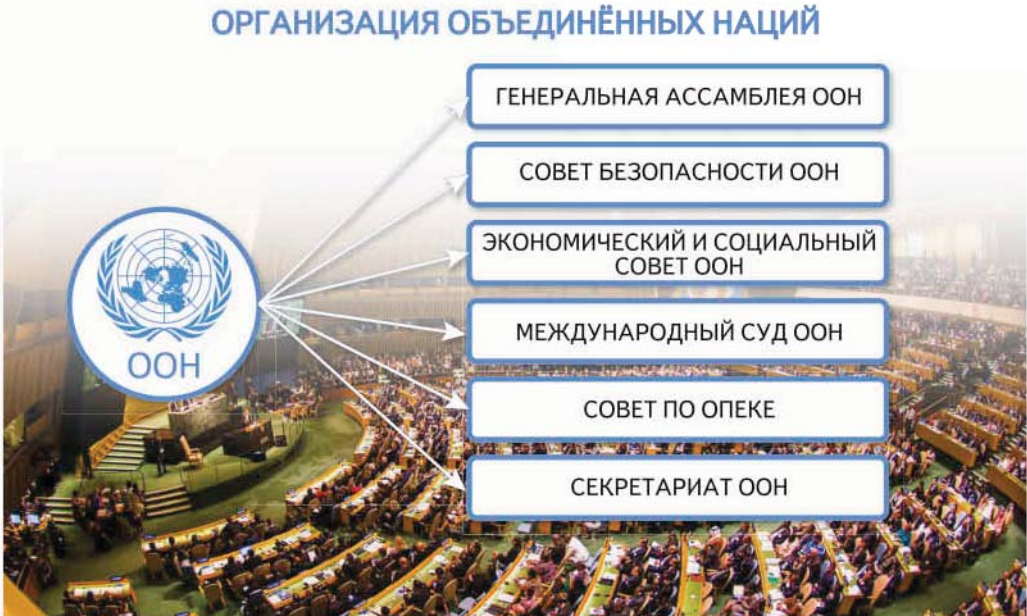 ОРГАНИЗАЦИЯ ОБЪЕДИНЁННЫХ НАЦИЙ
ГЕНЕРАЛЬНАЯ АССАМБЛЕЯ ООН
СОВЕТ БЕЗОПАСНОСТИ ООН
ЭКОНОМИЧЕСКИЙ И СОЦИАЛЬНЫЙ
СОВЕТ ООН
МЕЖДУНАРОДНЫЙ СУД ООН
СОВЕТ ПО ОПЕКЕ
СЕКРЕТАРИАТ ООН
ООН